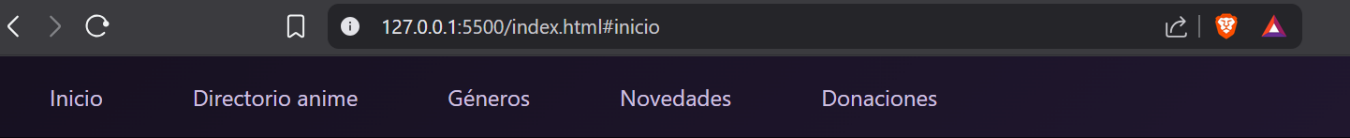 127.0.0.1:5500/index.html#inicio
Inicio Directorio anime Géneros Novedades Donaciones